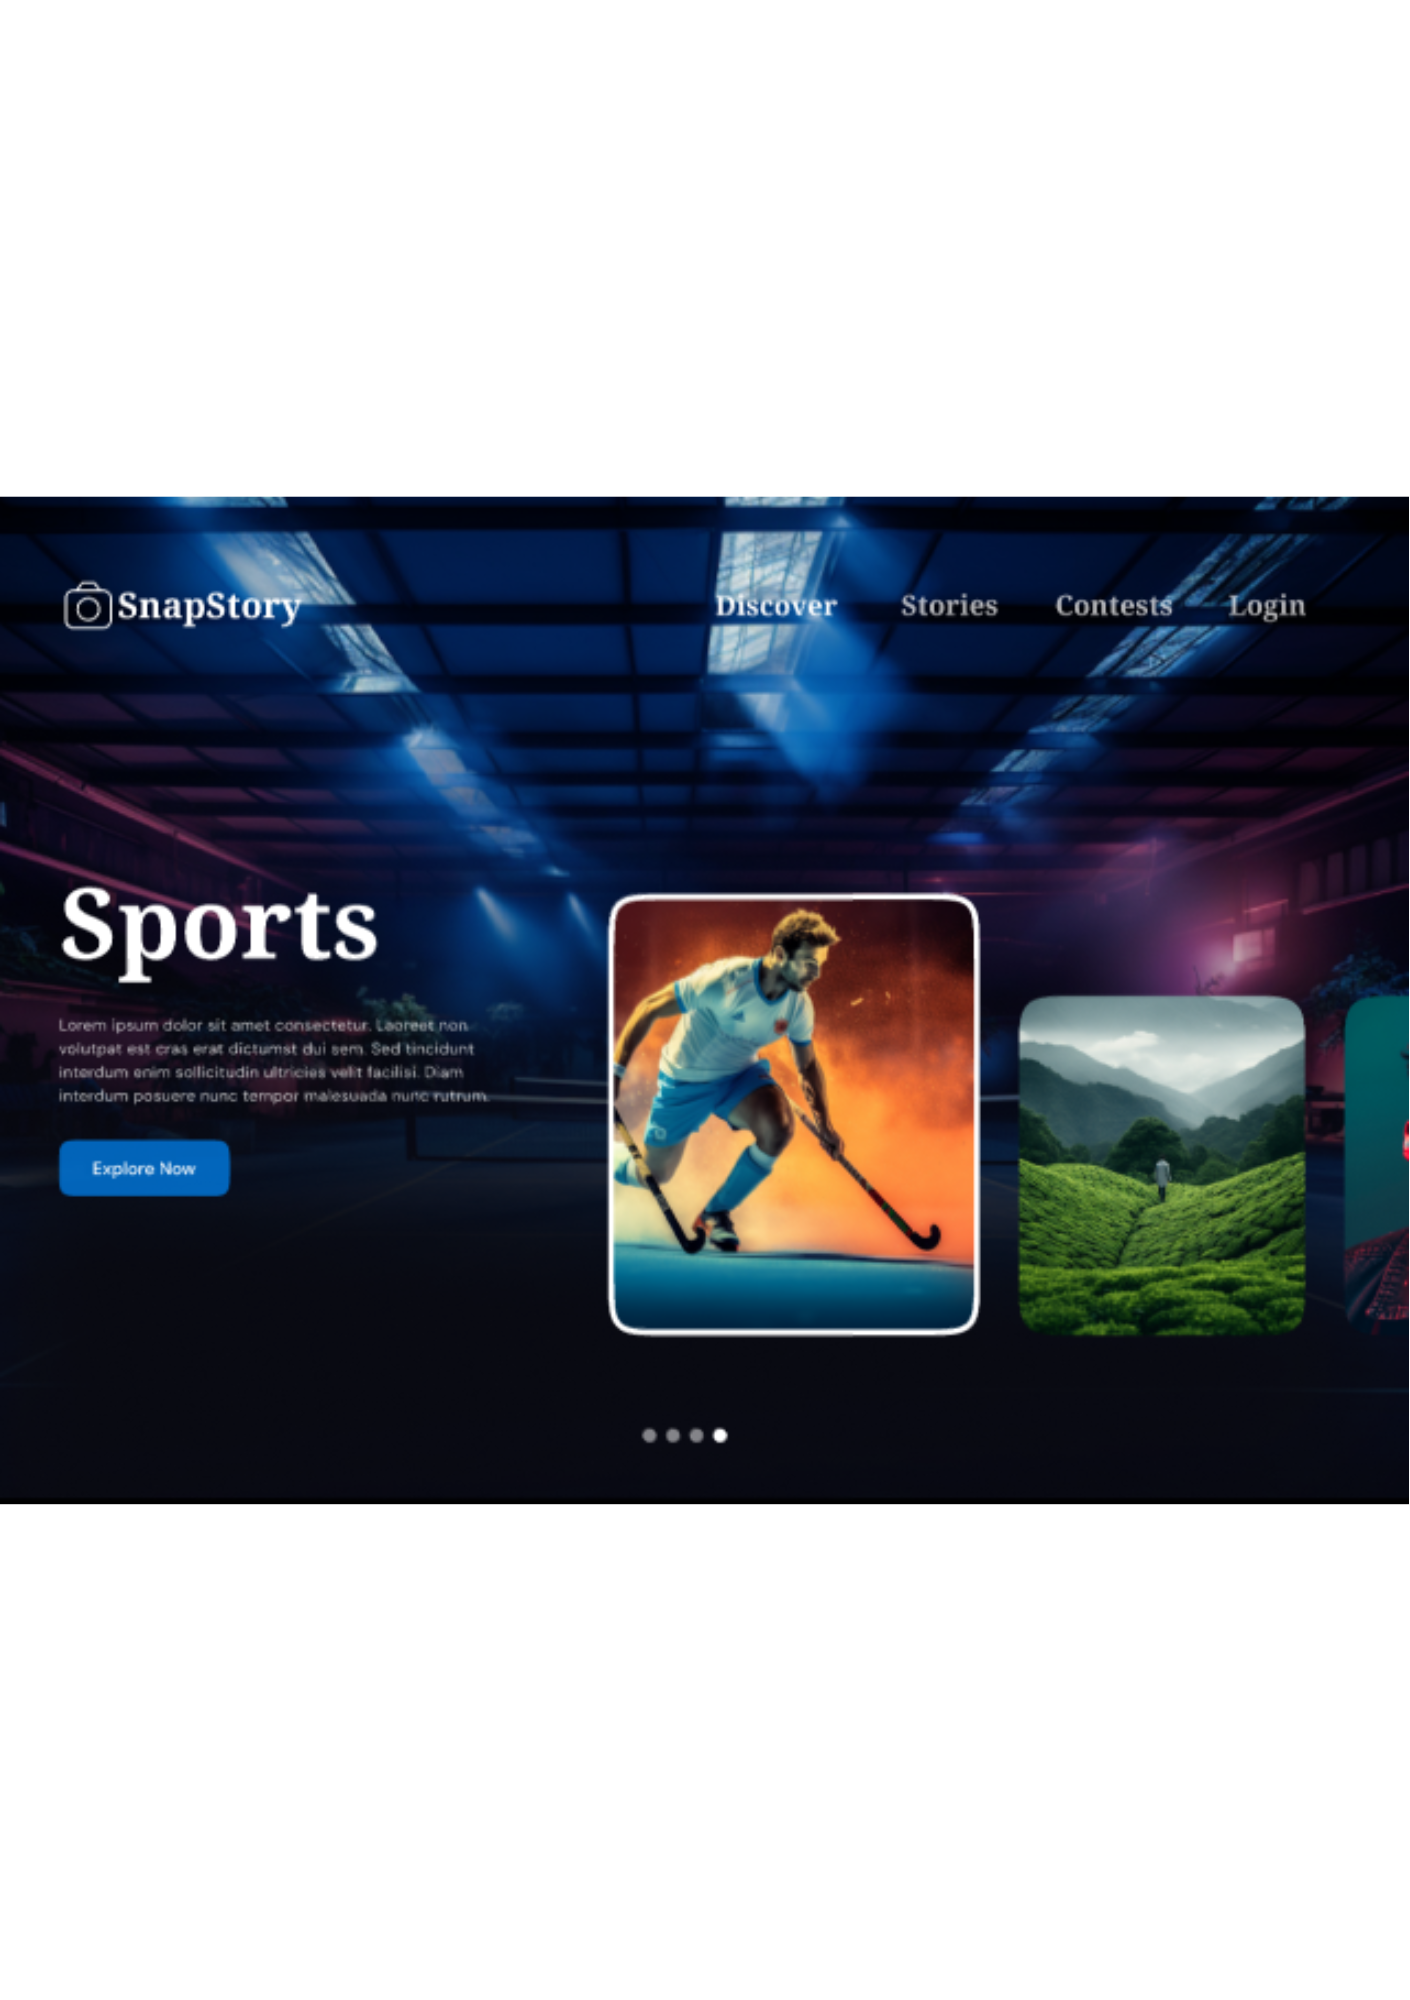 SnapStory
Discover Stories Contests Login
Sports
Lorem ipsum dolor sit amet consectetur. Laoreet non
volutpat est cras erat dictumst dui sem. Sed tincidunt
interdum enim sollicitudin ultricies velit facilisi. Diam
interdum posuere nunc tempor malesuada nunc rutrum.
Explore Now